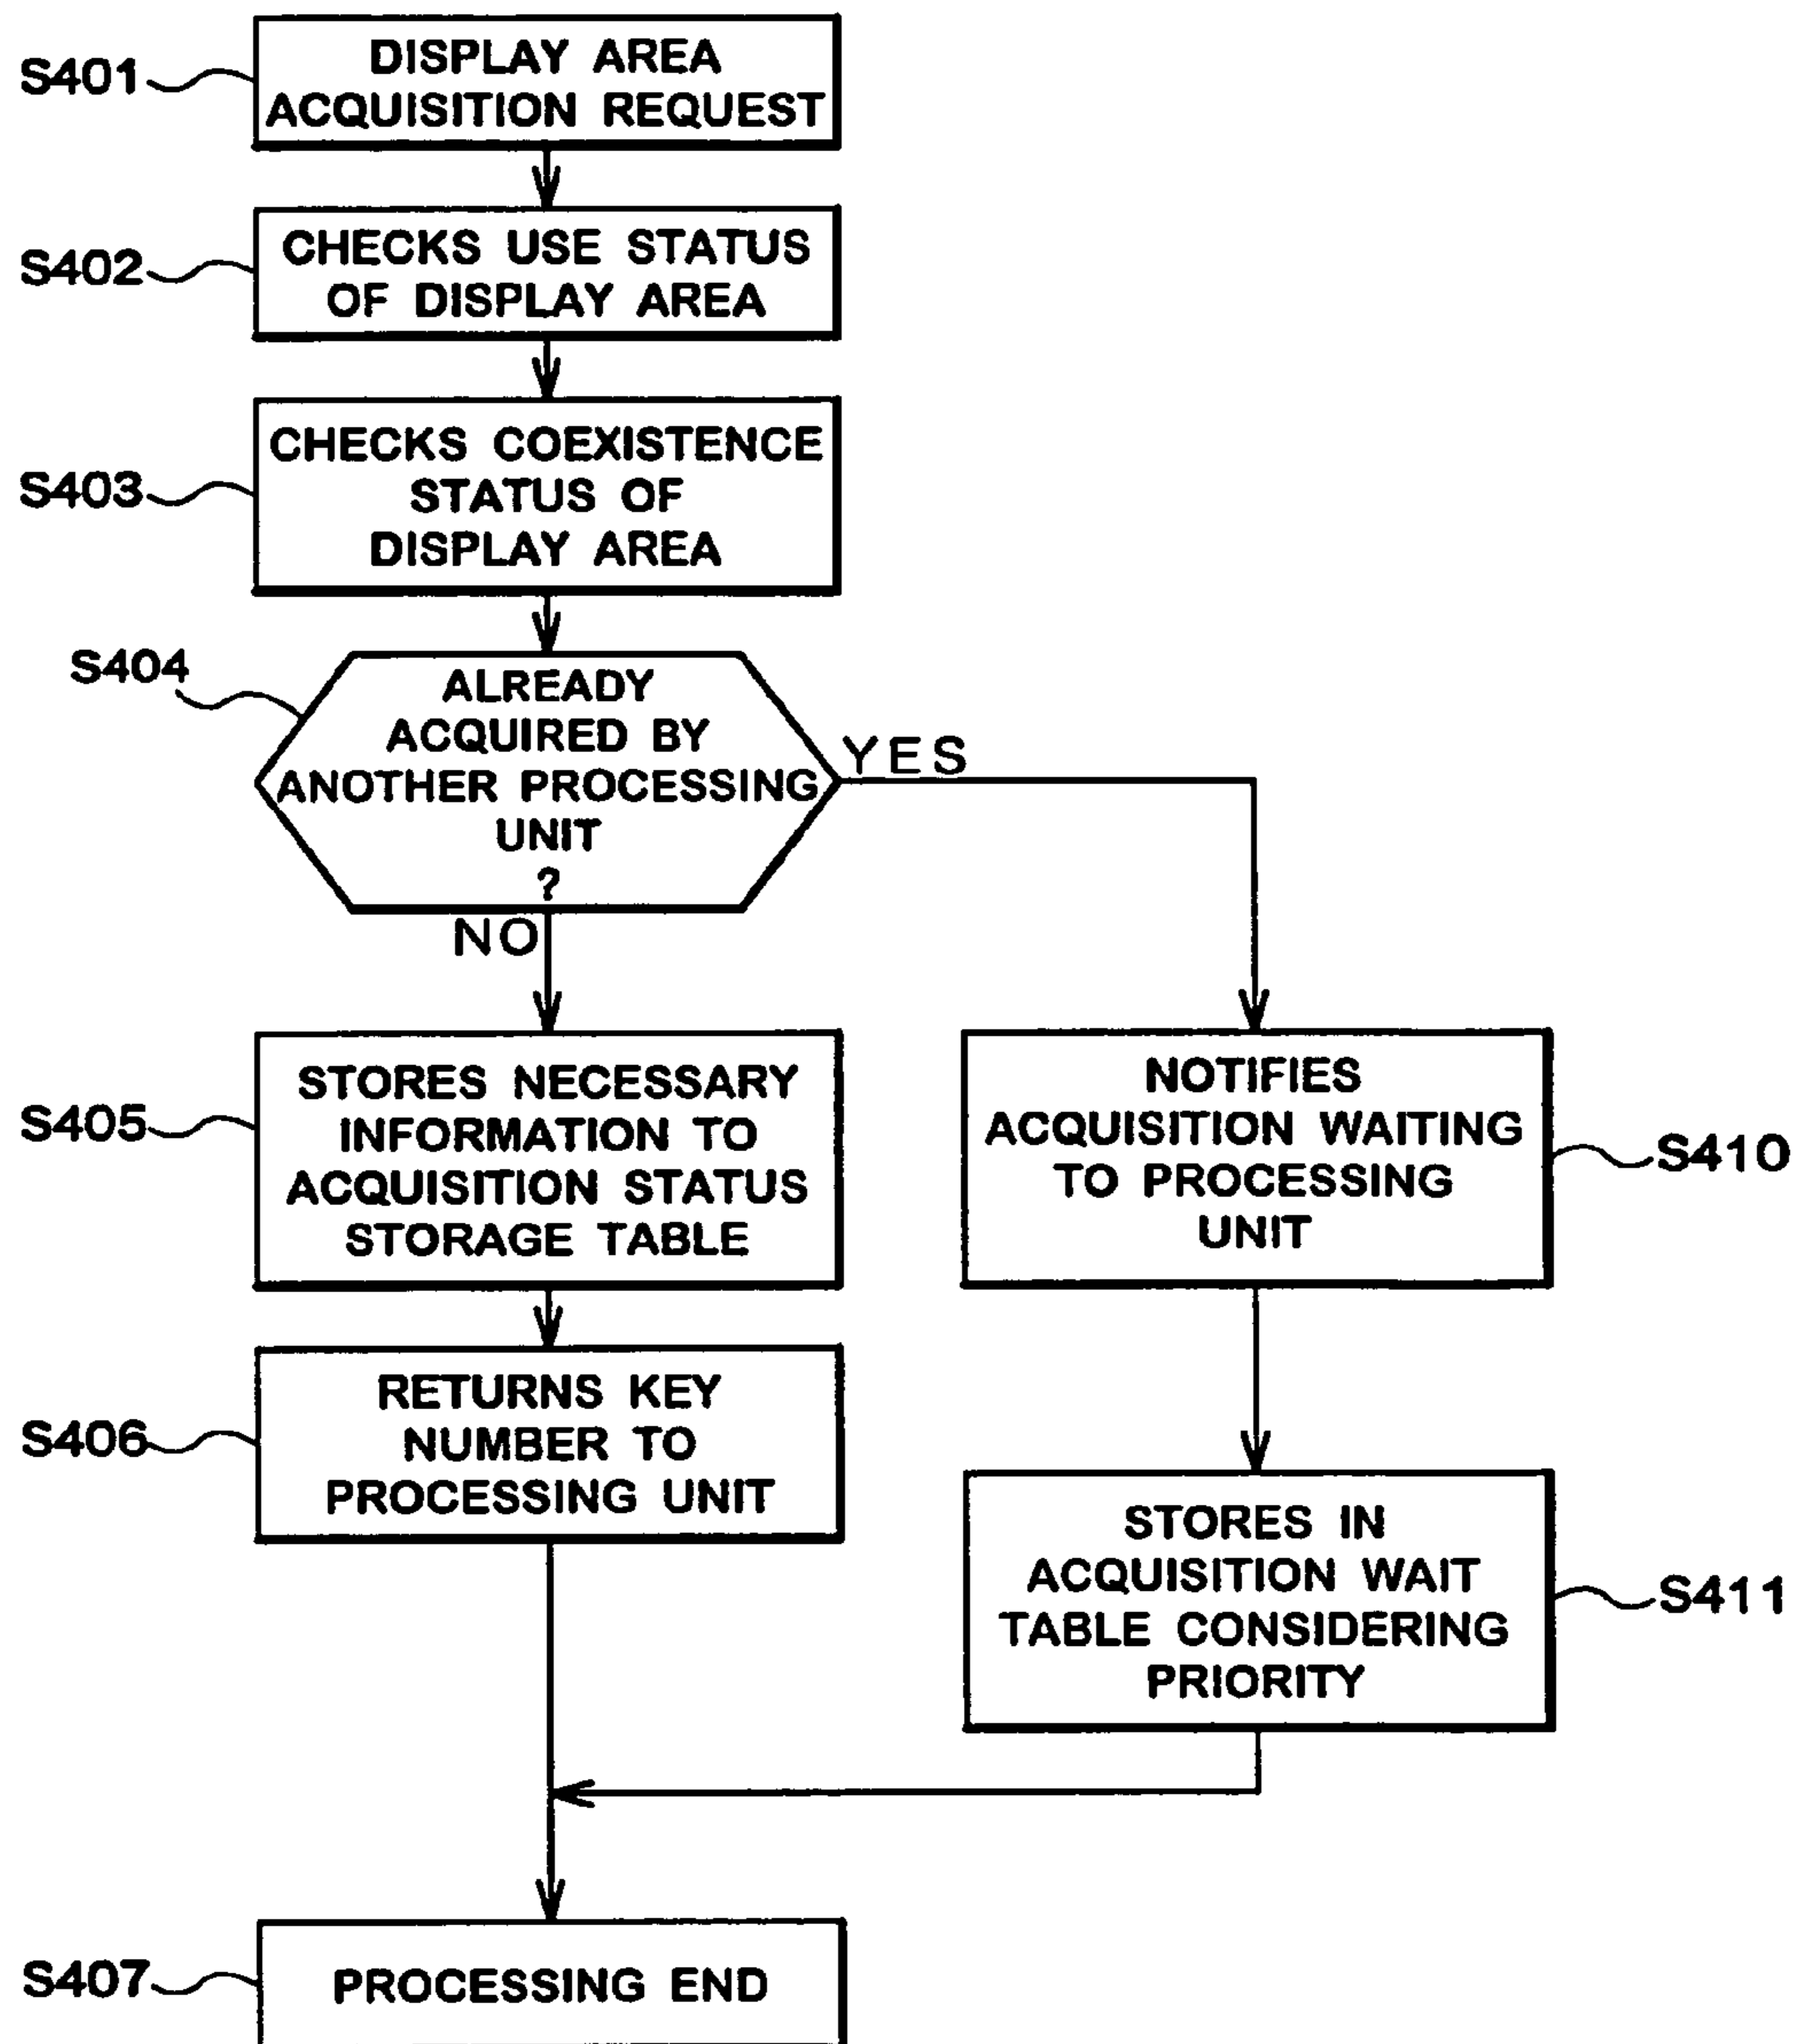 S401
DISPLAY AREA
ACQUISITION REQUEST
S402
CHECKS USE STATUS
OF DISPLAY AREA
S403
CHECKS COEXISTENCE
STATUS OF
DISPLAY AREA
S404
ALREADY
ACQUIRED BY
ANOTHER PROCESSING
UNIT
?
YES
NO
S405
STORES NECESSARY
INFORMATION TO
ACQUISITION STATUS
STORAGE TABLE
NOTIFIES
ACQUISITION WAITING
TO PROCESSING
UNIT
S410
S406
RETURNS KEY
NUMBER TO
PROCESSING UNIT
STORES IN
ACQUISITION WAIT
TABLE CONSIDERING
PRIORITY
S411
S407
PROCESSING END